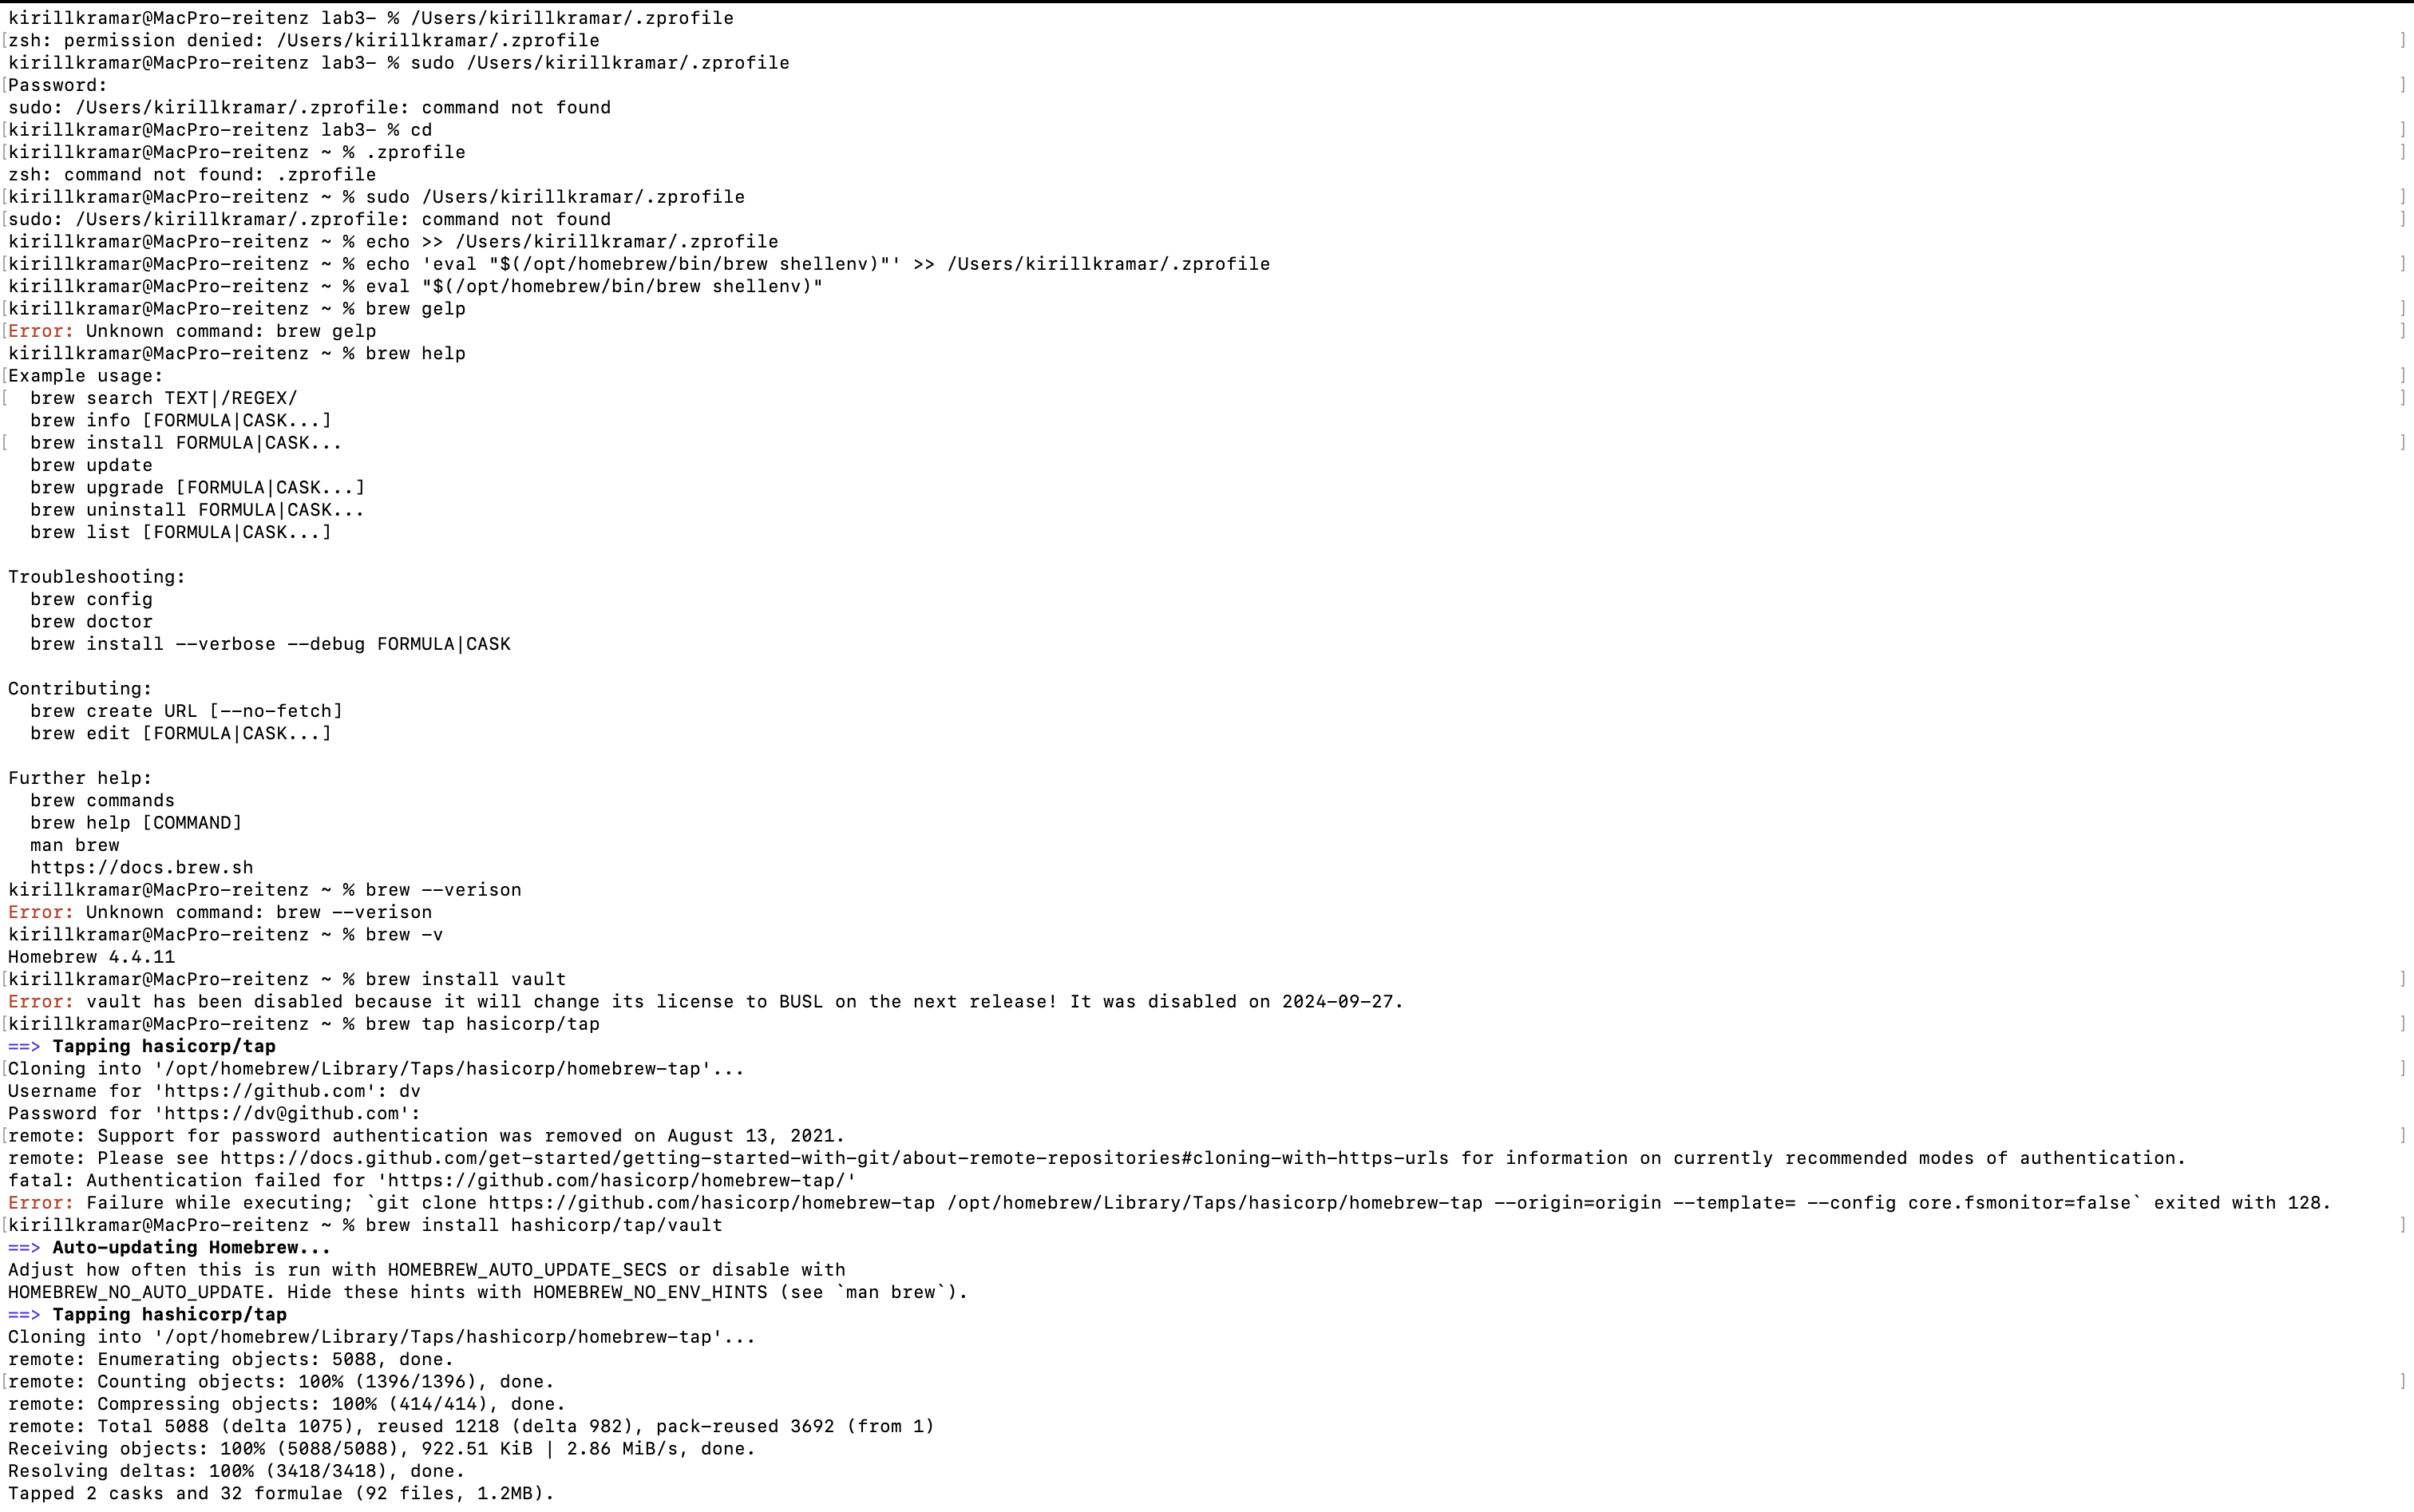 kirillkramar@MacPro-reitenz lab3- % /Users/kirillkramar/.zprofile
[zsh: permission denied: /Users/kirillkramar/.zprofile ]
kirillkramar@MacPro-reitenz lab3- % sudo /Users/kirillkramar/.zprofile
[Password: ]
sudo: /Users/kirillkramar/.zprofile: command not found
[kirillkramar@MacPro-reitenz lab3- % cd ]
[kirillkramar@MacPro-reitenz ~ % .zprofile ]
zsh: command not found: .zprofile
[kirillkramar@MacPro-reitenz ~ % sudo /Users/kirillkramar/.zprofile ]
[sudo: /Users/kirillkramar/.zprofile: command not found ]
kirillkramar@MacPro-reitenz ~ % echo >> /Users/kirillkramar/.zprofile
[kirillkramar@MacPro-reitenz ~ % echo 'eval "$(/opt/homebrew/bin/brew shellenv)"' >> /Users/kirillkramar/.zprofile ]
kirillkramar@MacPro-reitenz ~ % eval "$(/opt/homebrew/bin/brew shellenv)"
[kirillkramar@MacPro-reitenz ~ % brew gelp ]
[Error: Unknown command: brew gelp ]
kirillkramar@MacPro-reitenz ~ % brew help
[Example usage: ]
[ brew search TEXT|/REGEX/ ]
brew info [FORMULA|CASK...]
[ brew install FORMULA|CASK... ]
brew update
brew upgrade [FORMULA|CASK...]
brew uninstall FORMULA|CASK...
brew list [FORMULA|CASK...]
Troubleshooting:
brew config
brew doctor
brew install --verbose --debug FORMULA|CASK
Contributing:
brew create URL [--no-fetch]
brew edit [FORMULA|CASK...]
Further help:
brew commands
brew help [COMMAND]
man brew
https://docs.brew.sh
kirillkramar@MacPro-reitenz ~ % brew --verison
Error: Unknown command: brew --verison
kirillkramar@MacPro-reitenz ~ % brew -v
Homebrew 4.4.11
[kirillkramar@MacPro-reitenz ~ % brew install vault ]
Error: vault has been disabled because it will change its license to BUSL on the next release! It was disabled on 2024-09-27.
[kirillkramar@MacPro-reitenz ~ % brew tap hasicorp/tap ]
==> Tapping hasicorp/tap
[Cloning into '/opt/homebrew/Library/Taps/hasicorp/homebrew-tap'... ]
Username for 'https://github.com': dv
Password for 'https://dv@github.com':
[remote: Support for password authentication was removed on August 13, 2021. ]
remote: Please see https://docs.github.com/get-started/getting-started-with-git/about-remote-repositories#cloning-with-https-urls for information on currently recommended modes of authentication.
fatal: Authentication failed for 'https://github.com/hasicorp/homebrew-tap/'
Error: Failure while executing; `git clone https://github.com/hasicorp/homebrew-tap /opt/homebrew/Library/Taps/hasicorp/homebrew-tap --origin=origin --template= --config core.fsmonitor=false` exited with 128.
[kirillkramar@MacPro-reitenz ~ % brew install hashicorp/tap/vault ]
==> Auto-updating Homebrew...
Adjust how often this is run with HOMEBREW_AUTO_UPDATE_SECS or disable with
HOMEBREW_NO_AUTO_UPDATE. Hide these hints with HOMEBREW_NO_ENV_HINTS (see `man brew`).
==> Tapping hashicorp/tap
Cloning into '/opt/homebrew/Library/Taps/hashicorp/homebrew-tap'...
remote: Enumerating objects: 5088, done.
[remote: Counting objects: 100% (1396/1396), done. ]
remote: Compressing objects: 100% (414/414), done.
remote: Total 5088 (delta 1075), reused 1218 (delta 982), pack-reused 3692 (from 1)
Receiving objects: 100% (5088/5088), 922.51 KiB | 2.86 MiB/s, done.
Resolving deltas: 100% (3418/3418), done.
Tapped 2 casks and 32 formulae (92 files, 1.2MB).